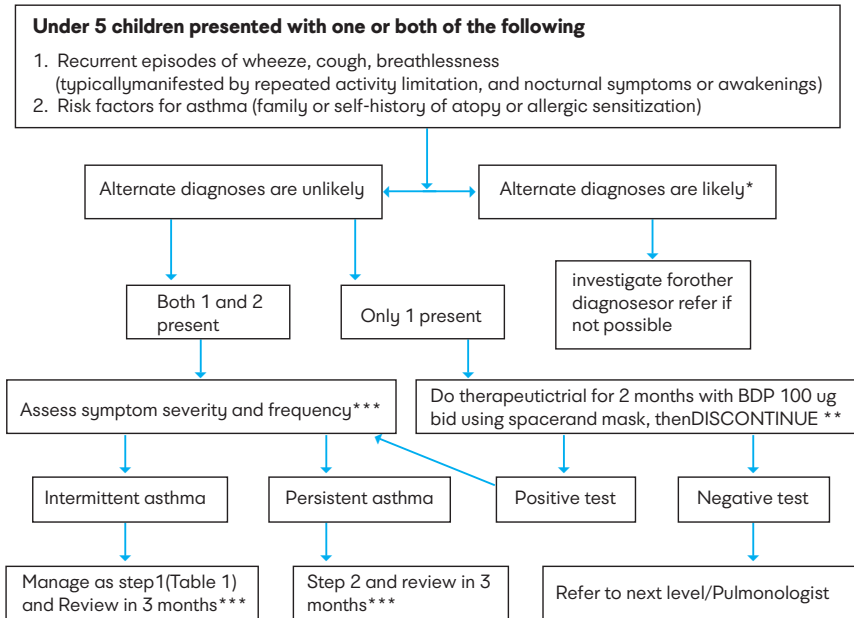 Under 5 children presented with one or both of the following
1. Recurrent episodes of wheeze, cough, breathlessness
(typicallymanifested by repeated activity limitation, and nocturnal symptoms or awakenings)
2. Risk factors for asthma (family or self-history of atopy or allergic sensitization)
Alternate diagnoses are unlikely
Alternate diagnoses are likely*
Both 1 and 2
present
Only 1 present
investigate forother
diagnosesor refer if
not possible
Assess symptom severity and frequency***
Do therapeutictrial for 2 months with BDP 100 ug
bid using spacerand mask, thenDISCONTINUE **
Intermittent asthma
Persistent asthma
Positive test
Negative test
Manage as step1(Table 1)
and Review in 3 months***
Step 2 and review in 3
months***
Refer to next level/Pulmonologist